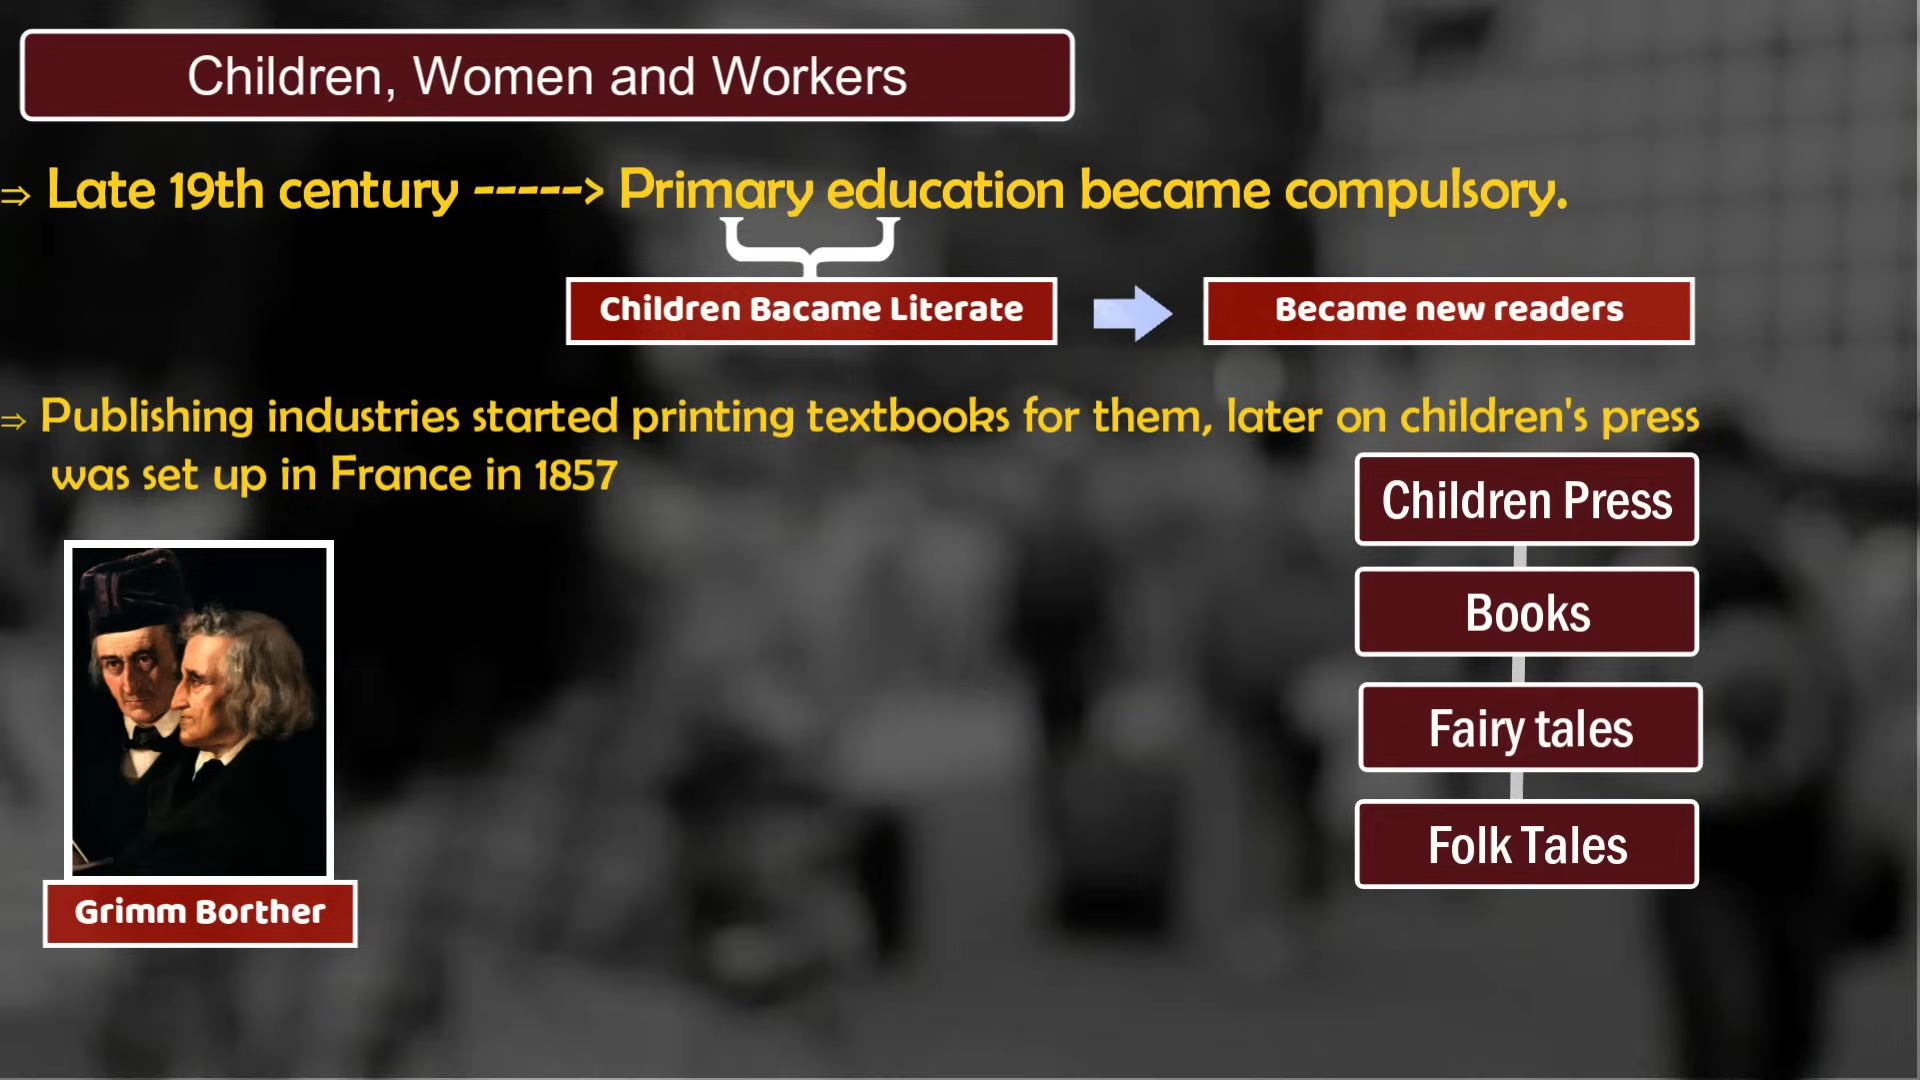 Children, Women and Workers
⇒ Late 19th century -----> Primary education became compulsory.
Children Bacame Literate
Became new readers
⇒ Publishing industries started printing textbooks for them, later on children's press
was set up in France in 1857
Children Press
Books
Fairy tales
Folk Tales
Grimm Borther